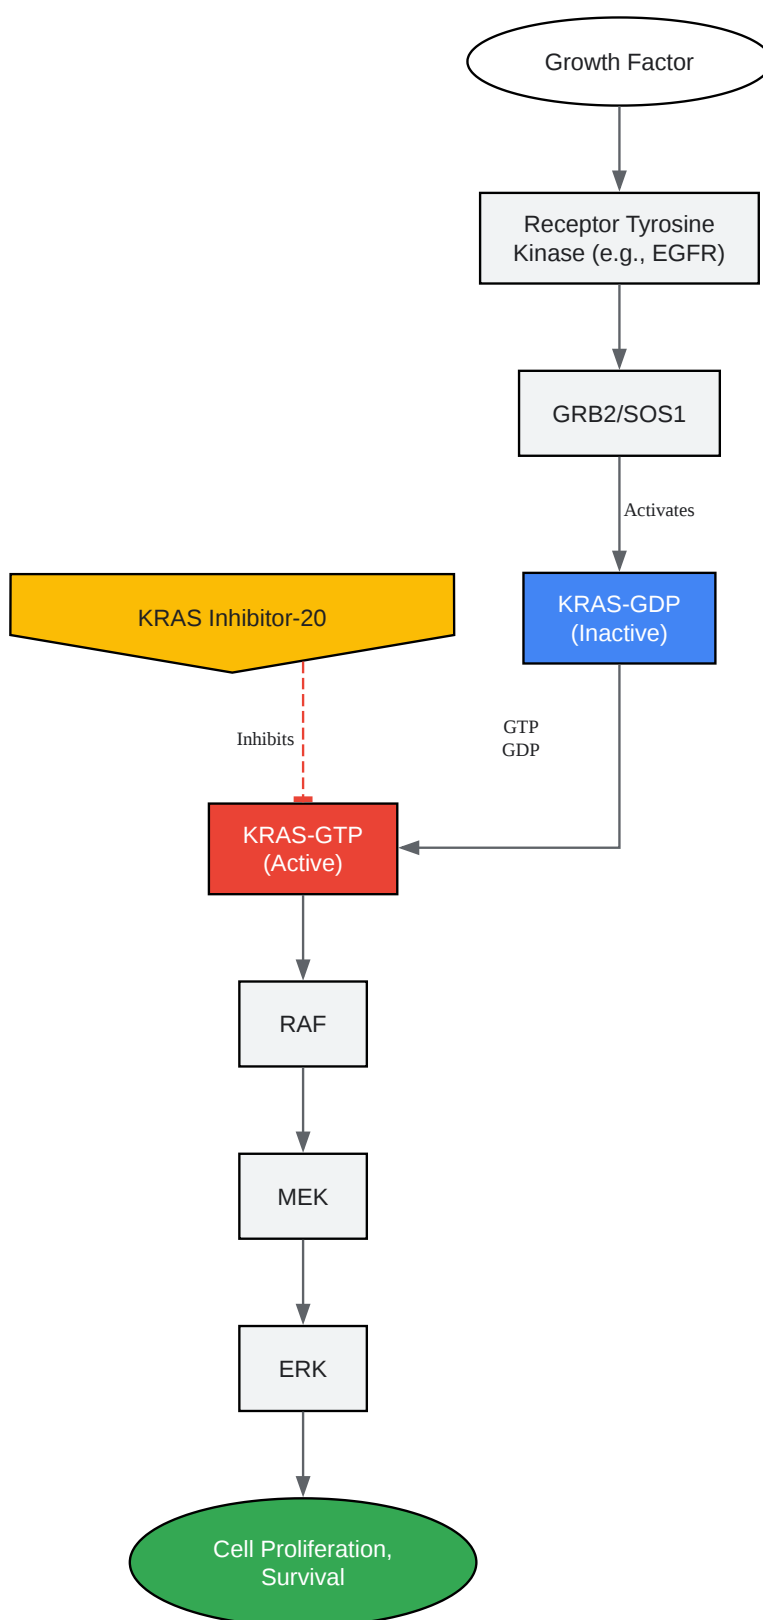 Growth Factor
Receptor Tyrosine
Kinase (e.g., EGFR)
GRB2/SOS1
Activates
KRAS Inhibitor-20
KRAS-GDP
(Inactive)
Inhibits
GTP
GDP
KRAS-GTP
(Active)
RAF
MEK
ERK
Cell Proliferation,
Survival